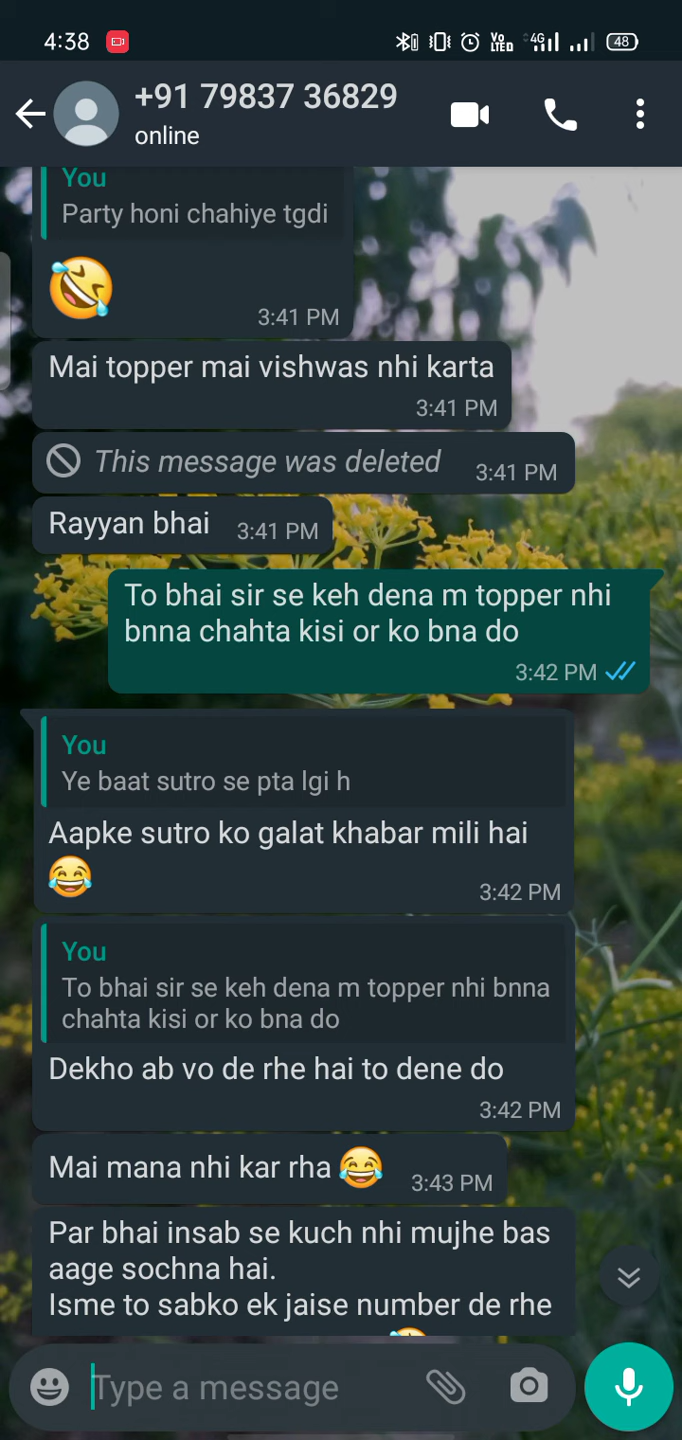 4:38
Vo
LTED
4G
48
+91 79837 36829
online
You
Party honi chahiye tgdi
3:41 PM
Mai topper mai vishwas nhi karta
3:41 PM
This message was deleted 3:41 PM
Rayyan bhai 3:41 PM
To bhai sir se keh dena m topper nhi
bnna chahta kisi or ko bna do
3:42 PM
You
Ye baat sutro se pta lgi h
Aapke sutro ko galat khabar mili hai
😂
3:42 PM
You
To bhai sir se keh dena m topper nhi bnna
chahta kisi or ko bna do
Dekho ab vo de rhe hai to dene do
3:42 PM
Mai mana nhi kar rha 😂 3:43 PM
Par bhai insab se kuch nhi mujhe bas
aage sochna hai.
Isme to sabko ek jaise number de rhe
Type a message